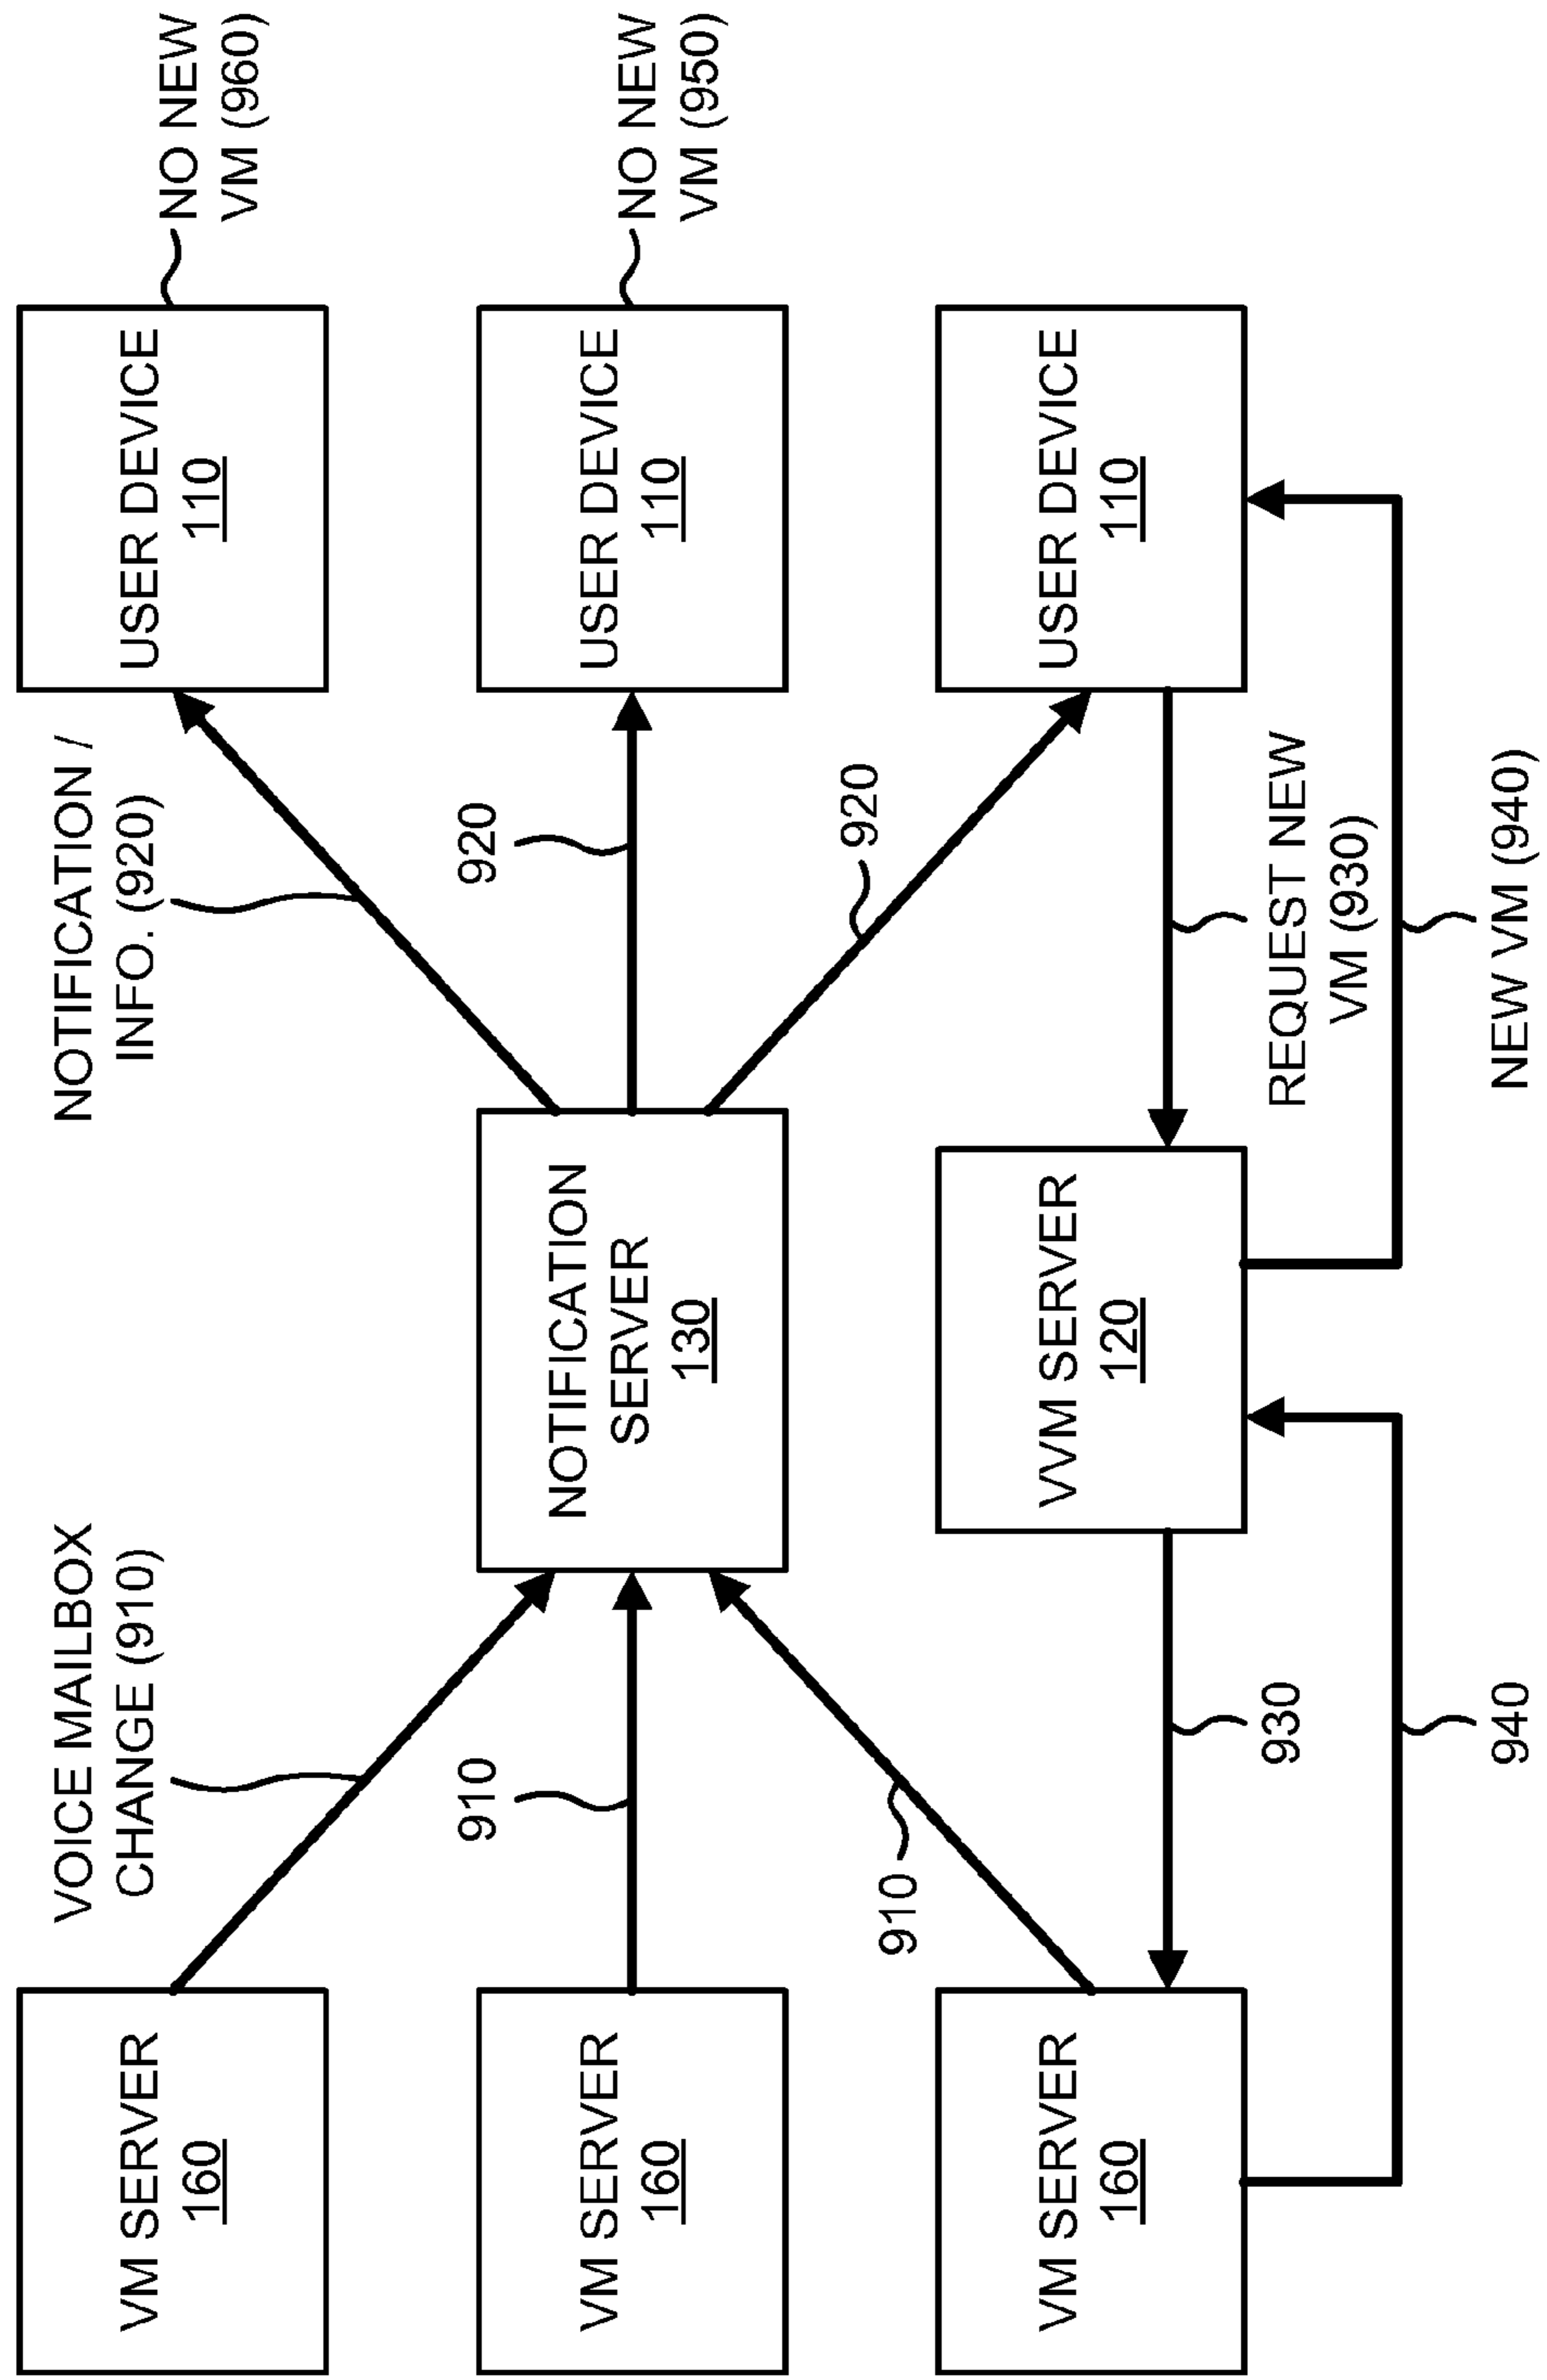 VM SERVER
160
VOICE MAILBOX
CHANGE (910)
NOTIFICATION /
INFO. (920)
USER DEVICE
110
NO NEW
VM (960)
VM SERVER
160
910
NOTIFICATION
SERVER
130
920
USER DEVICE
110
NO NEW
VM (950)
910
920
VM SERVER
160
930
VVM SERVER
120
REQUEST NEW
VM (930)
USER DEVICE
110
940
NEW VM (940)